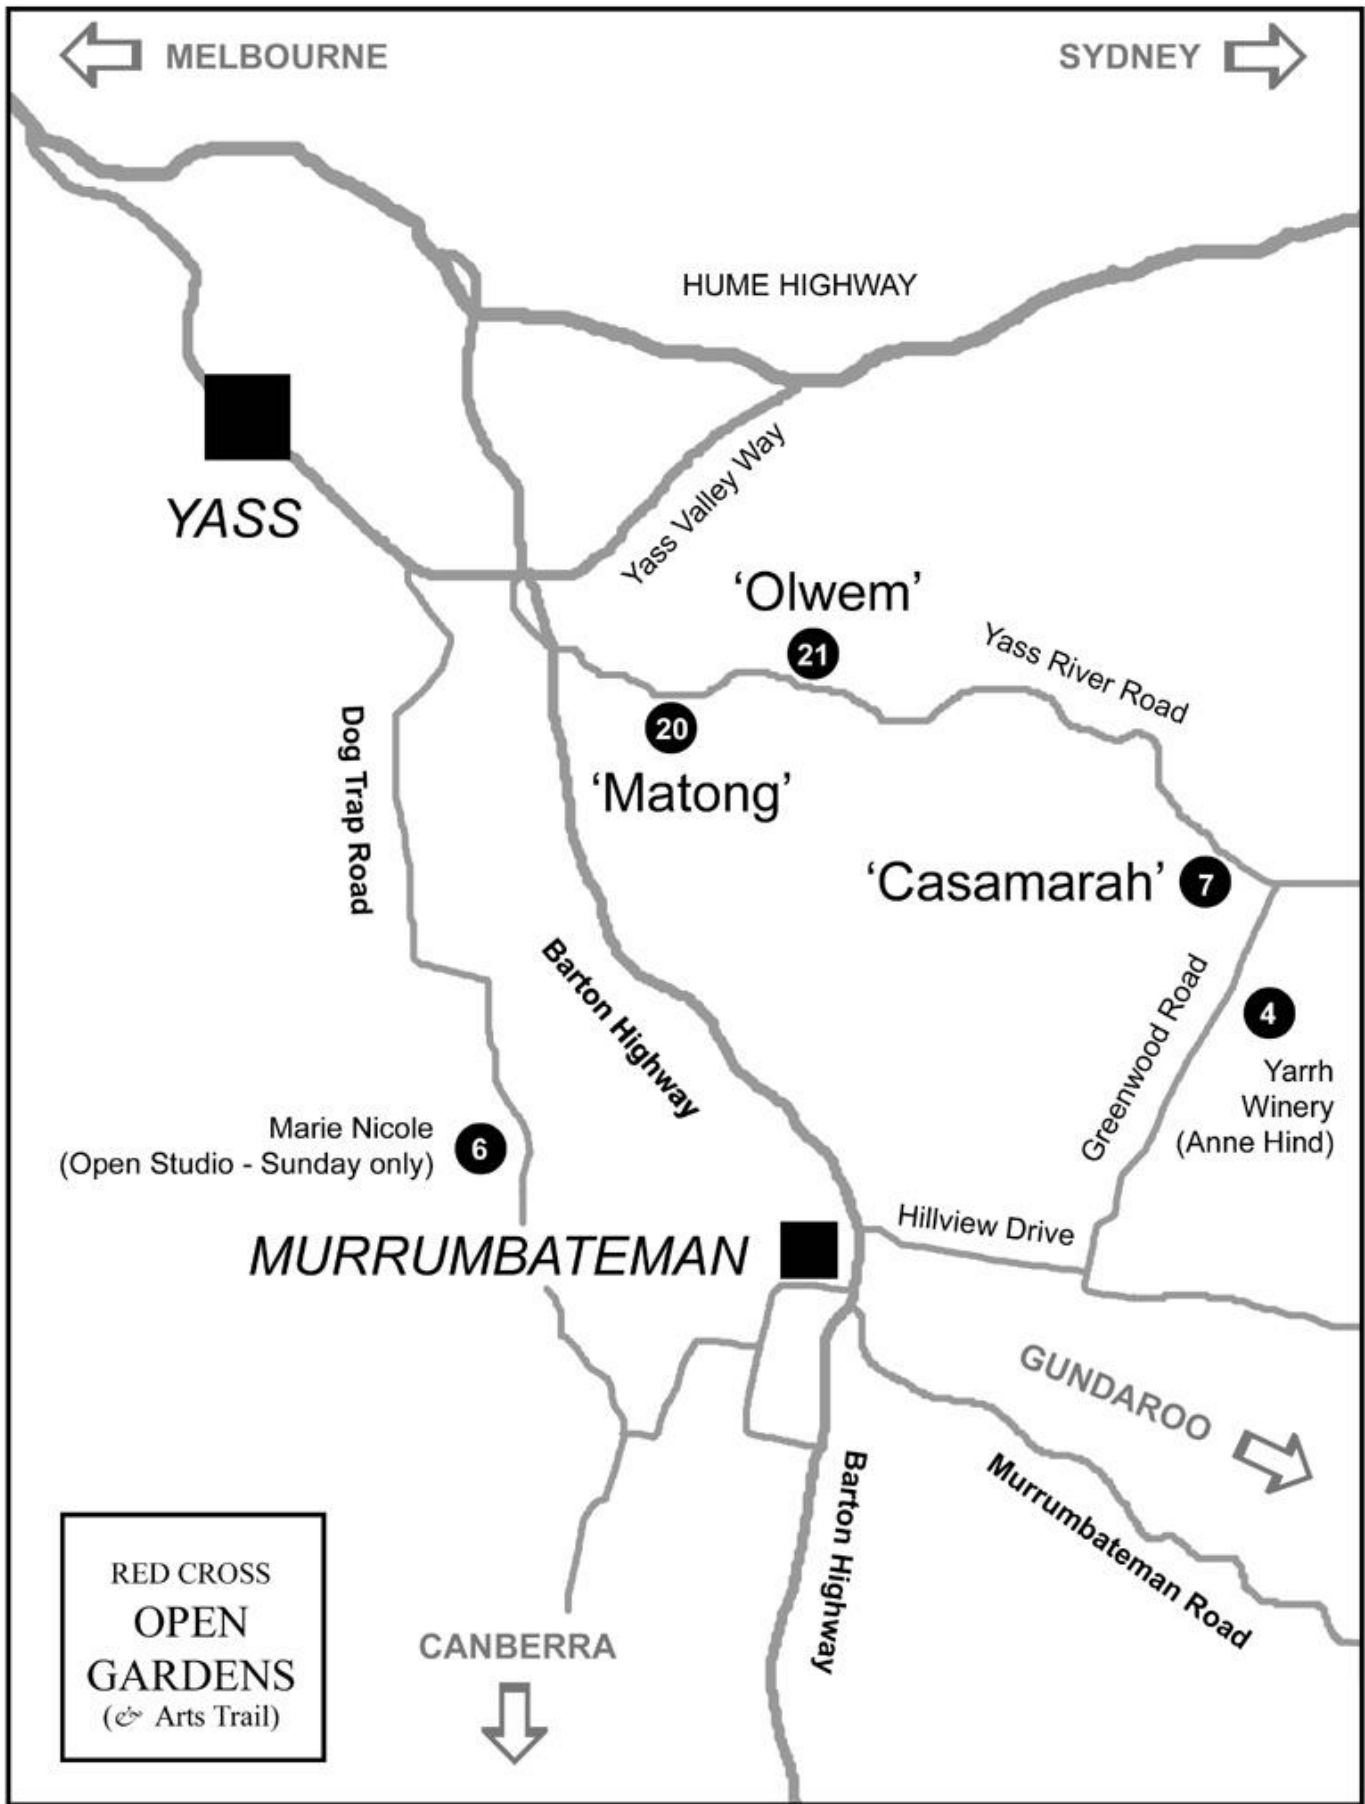 MELBOURNE
SYDNEY
HUME HIGHWAY
Yass Valley Way
YASS
‘Olwem’
21
Yass River Road
20
‘Matong’
Dog Trap Road
‘Casamarah’
7
Barton Highway
Greenwood Road
4
Yarrh
Winery
(Anne Hind)
Marie Nicole
(Open Studio - Sunday only)
6
Hillview Drive
MURRUMBATEMAN
GUNDAROO
Murrumbateman Road
Barton Highway
RED CROSS
OPEN
GARDENS
(& Arts Trail)
CANBERRA